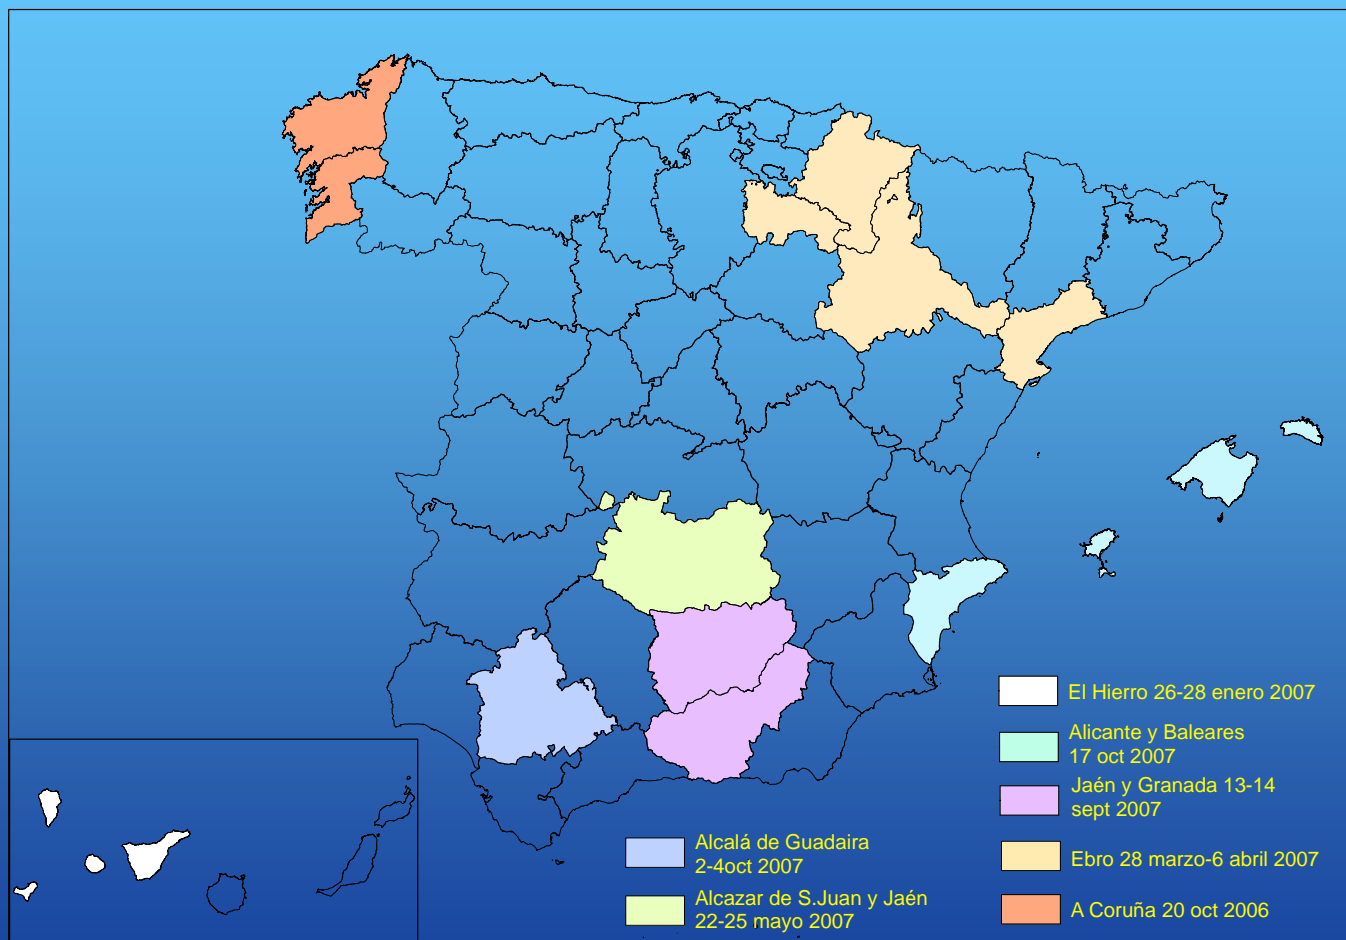 El Hierro 26-28 enero 2007
Alicante y Baleares
17 oct 2007
Jaén y Granada 13-14
sept 2007
Ebro 28 marzo-6 abril 2007
A Coruña 20 oct 2006
Alcalá de Guadaira
2-4oct 2007
Alcazar de S.Juan y Jaén
22-25 mayo 2007